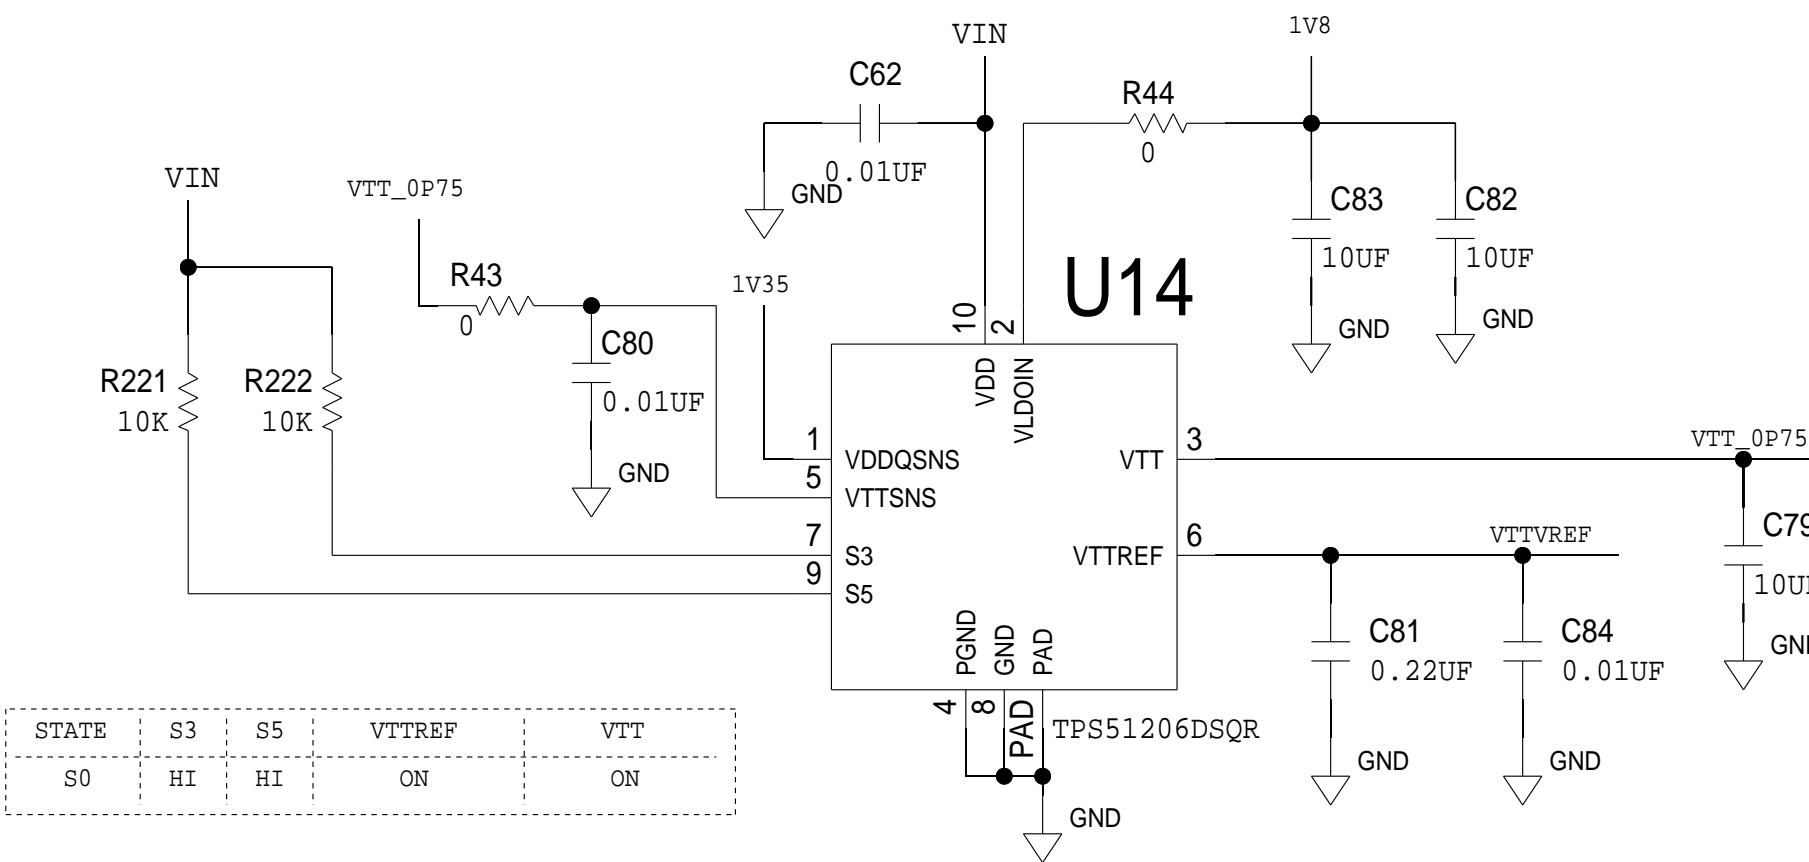 VIN
1V8
C62
R44
0.01UF
0
GND
VIN
VTT_0P75
C83
C82
10UF
10UF
R43
1V35
U14
0
10
2
GND
GND
C80
VDD
VLDOIN
R221
R222
0.01UF
10K
10K
1
VDDQSNS
VTT
3
VTT_0P75
GND
5
VTTSNS
7
S3
VTTREF
6
VTTVREF
9
S5
PGND
GND
PAD
C81
C84
0.22UF
0.01UF
4
8
PAD
TPS51206DSQR
GND
GND
GND
STATE S3 S5 VTTREF VTT
S0 HI HI ON ON